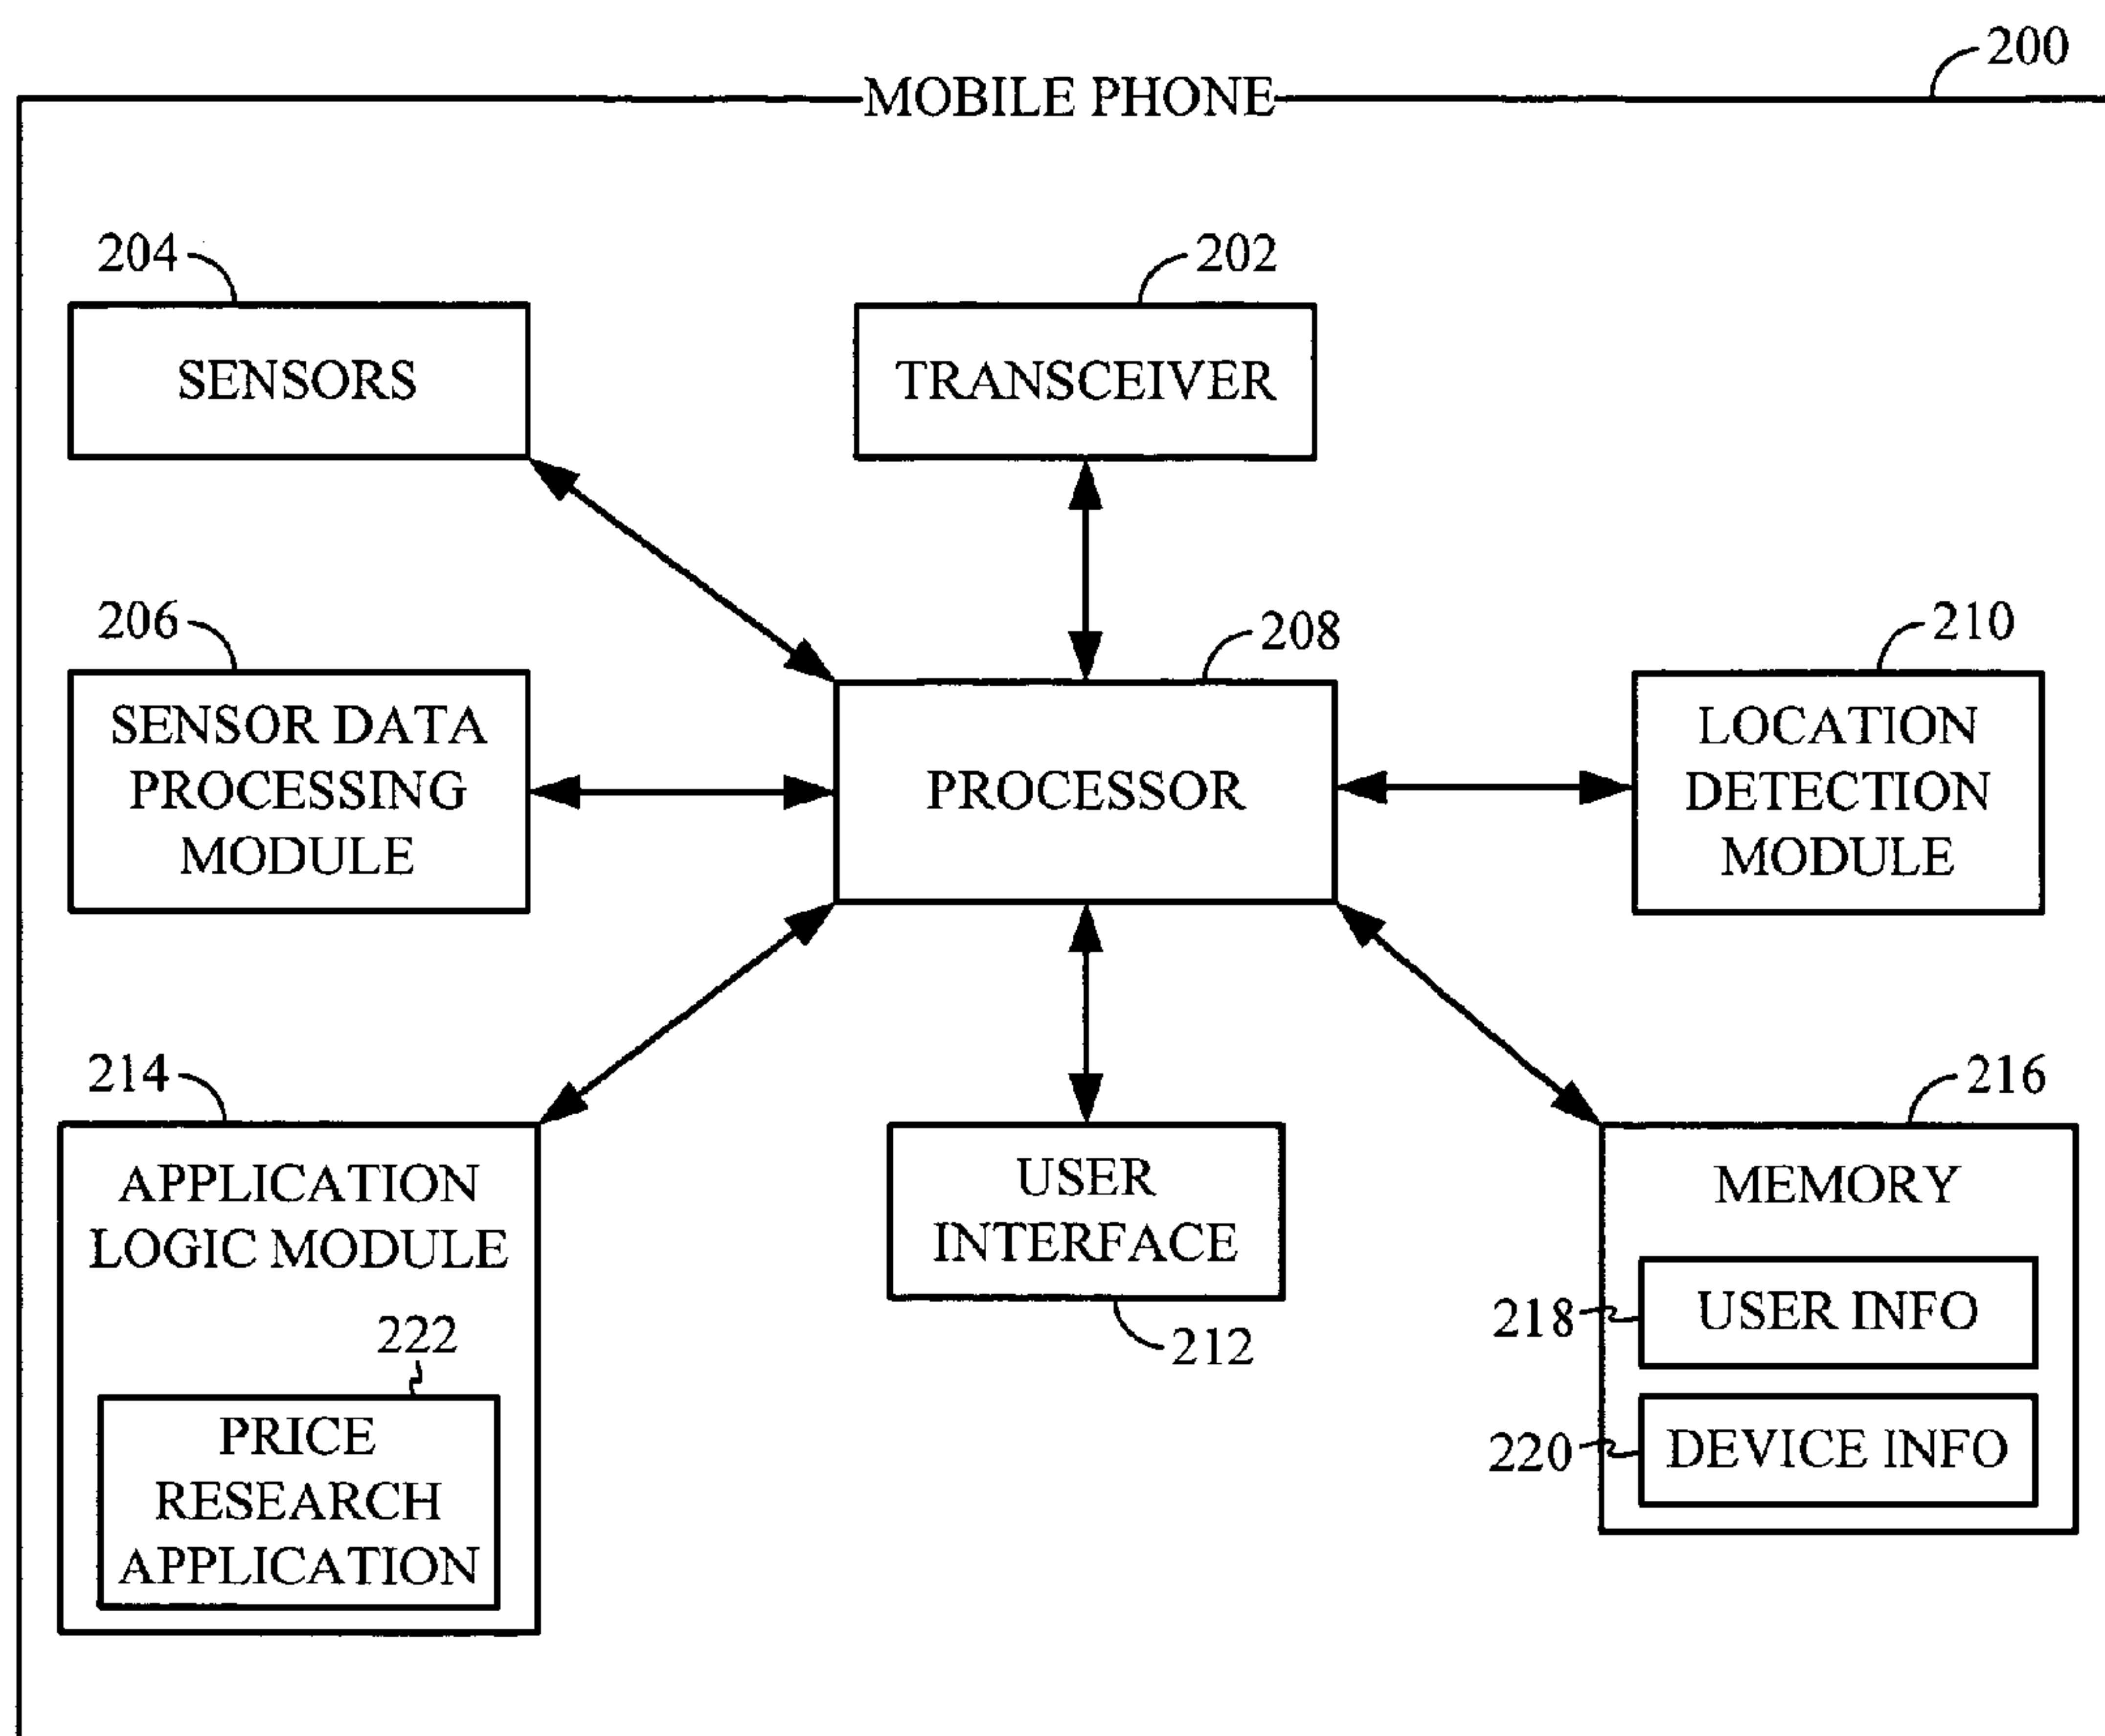 200
MOBILE PHONE
204
202
SENSORS
TRANSCEIVER
206
208
210
SENSOR DATA
PROCESSING
MODULE
PROCESSOR
LOCATION
DETECTION
MODULE
214
216
APPLICATION
LOGIC MODULE
222
PRICE
RESEARCH
APPLICATION
USER
INTERFACE
212
MEMORY
218
USER INFO
220
DEVICE INFO